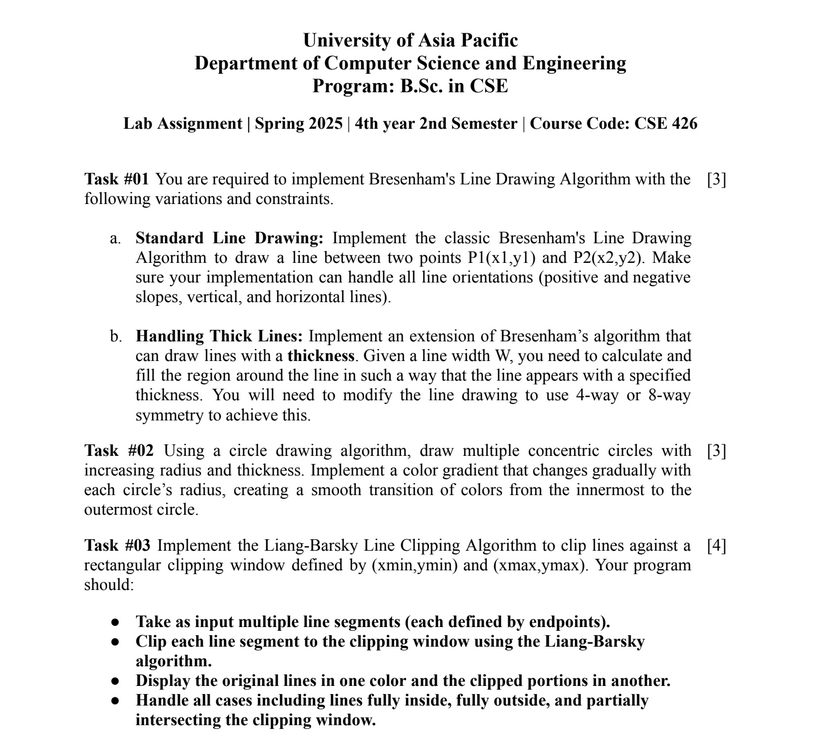 University of Asia Pacific
Department of Computer Science and Engineering
Program: B.Sc. in CSE
Lab Assignment | Spring 2025 | 4th year 2nd Semester | Course Code: CSE 426
Task #01 You are required to implement Bresenham's Line Drawing Algorithm with the [3]
following variations and constraints.
a. Standard Line Drawing: Implement the classic Bresenham's Line Drawing
Algorithm to draw a line between two points P1(x1,y1) and P2(x2,y2). Make
sure your implementation can handle all line orientations (positive and negative
slopes, vertical, and horizontal lines).
b. Handling Thick Lines: Implement an extension of Bresenham’s algorithm that
can draw lines with a thickness. Given a line width W, you need to calculate and
fill the region around the line in such a way that the line appears with a specified
thickness. You will need to modify the line drawing to use 4-way or 8-way
symmetry to achieve this.
Task #02 Using a circle drawing algorithm, draw multiple concentric circles with [3]
increasing radius and thickness. Implement a color gradient that changes gradually with
each circle’s radius, creating a smooth transition of colors from the innermost to the
outermost circle.
Task #03 Implement the Liang-Barsky Line Clipping Algorithm to clip lines against a [4]
rectangular clipping window defined by (xmin,ymin) and (xmax,ymax). Your program
should:
● Take as input multiple line segments (each defined by endpoints).
● Clip each line segment to the clipping window using the Liang-Barsky
algorithm.
● Display the original lines in one color and the clipped portions in another.
● Handle all cases including lines fully inside, fully outside, and partially
intersecting the clipping window.